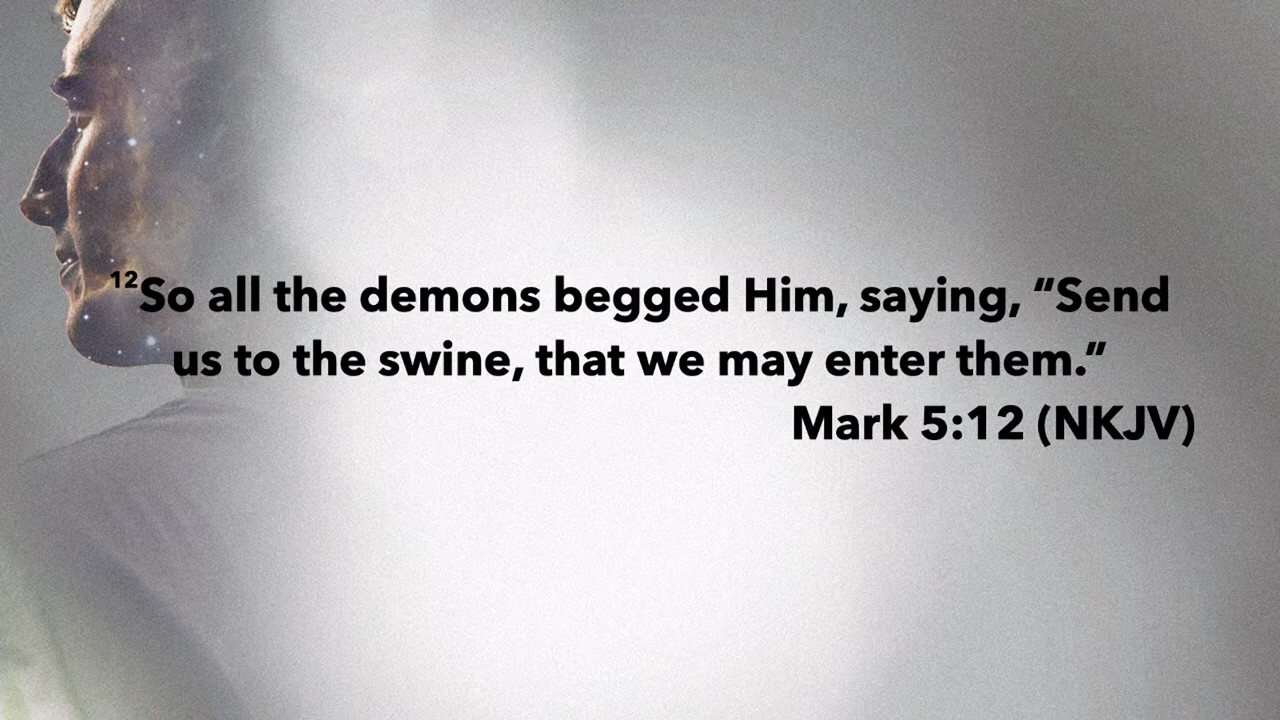 ¹²So all the demons begged Him, saying, “Send
us to the swine, that we may enter them.”
Mark 5:12 (NKJV)